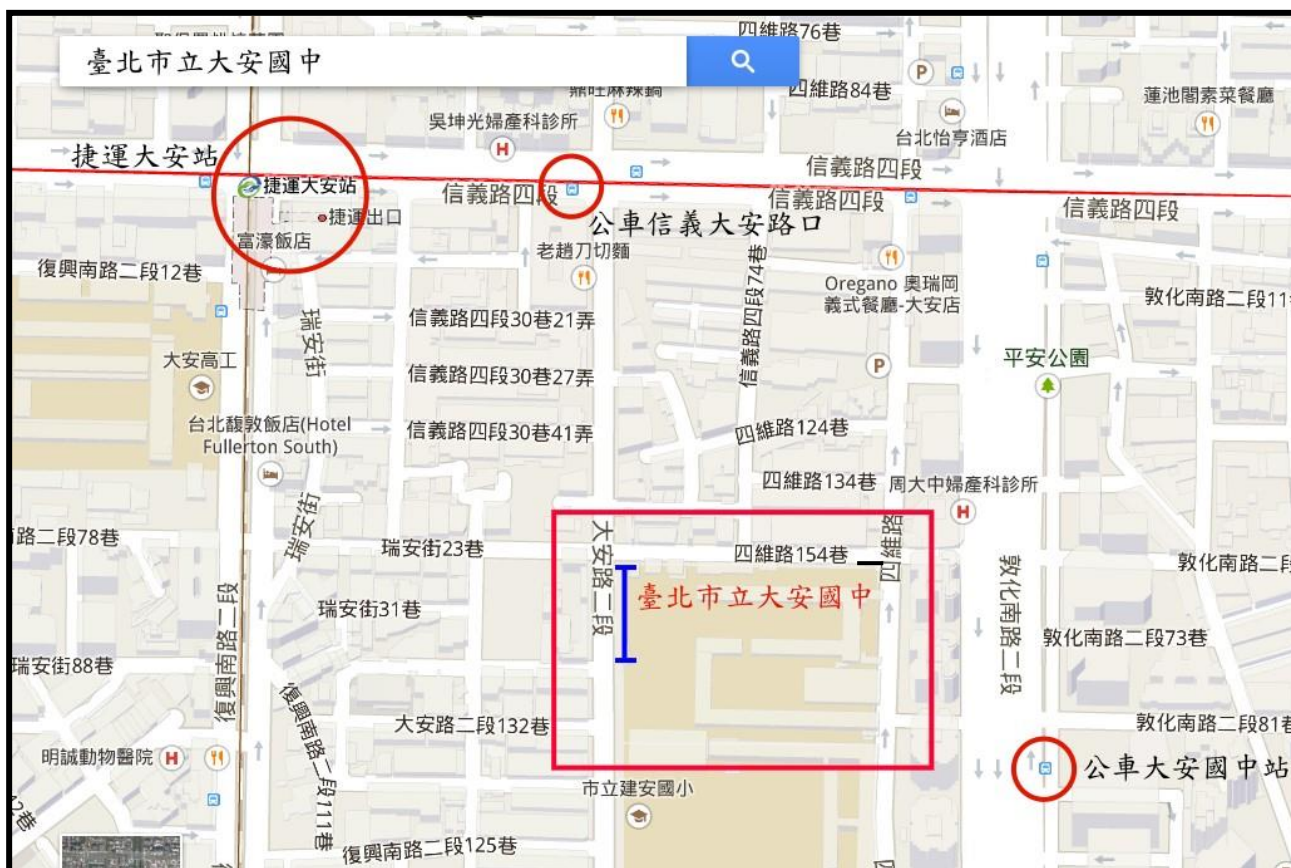 四維路76巷
臺北市立大安國中
鼎旺麻辣鍋
四維路84巷
P
蓮池閣素菜餐廳
吳坤光婦產科診所
H
台北怡亨酒店
捷運大安站
信義路四段
捷運大安站
信義路四段
信義路四段
信義路四段
捷運出口
公車信義大安路口
富濠飯店
老趙刀切麵
復興南路二段12巷
信義路四段74巷
Oregano 奧瑞岡
義式餐廳-大安店
敦化南路二段11
瑞安街
信義路四段30巷21弄
大安高工
平安公園
P
信義路四段30巷27弄
台北馥敦飯店(Hotel
Fullerton South)
信義路四段30巷41弄
四維路124巷
四維路134巷
周大中婦產科診所
H
瑞安街
路二段78巷
瑞安街23巷
大安路二段
四維路154巷
四維路
敦化南路二段
敦化南路二段
臺北市立大安國中
瑞安街31巷
復興南路二段
敦化南路二段73巷
瑞安街88巷
復興南路二段111巷
大安路二段132巷
敦化南路二段81巷
明誠動物醫院
H
公車大安國中站
市立建安國小
復興南路二段125巷